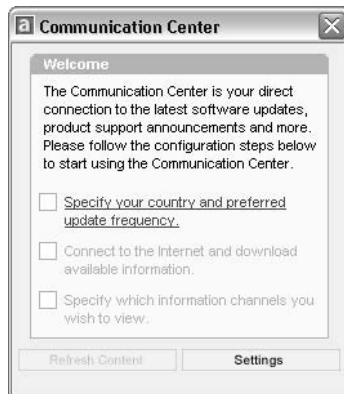 a Communication Center
Welcome
The Communication Center is your direct
connection to the latest software updates,
product support announcements and more.
Please follow the configuration steps below
to start using the Communication Center.
Specify your country and preferred
update frequency.
Connect to the Internet and download
available information.
Specify which information channels you
wish to view.
Refresh Content Settings